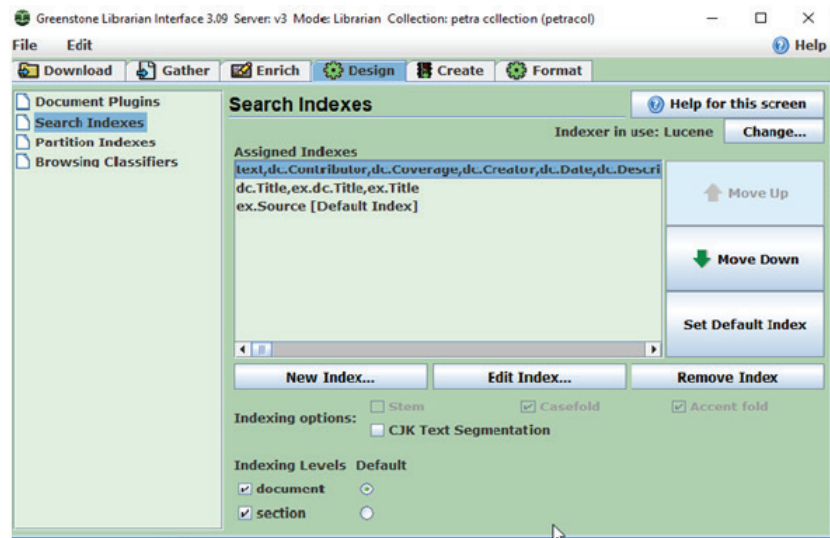 Greenstone Librarian Interface 3.09 Server: v3 Mode: Librarian Collection: petra ccllection (petracol)
File Edit Help
Download Gather Enrich Design Create Format
Document Plugins
Search Indexes
Partition Indexes
Browsing Classifiers
Search Indexes Help for this screen
Indexer in use: Lucene Change...
Assigned Indexes
text,dc.Contributor,dc.Coverage,dc.Creator,dc.Date,dc.Descri
dc.Title,ex.dc.Title,ex.Title
ex.Source [Default Index]
Move Up
Move Down
Set Default Index
New Index... Edit Index... Remove Index
Indexing options: Stem Casefold Accent fold
CJK Text Segmentation
Indexing Levels Default
document
section